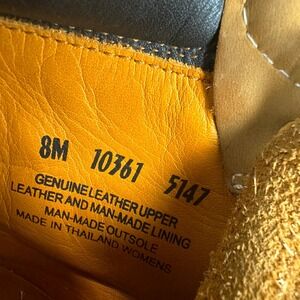 8M 10361 5147
GENUINE LEATHER UPPER
LEATHER AND MAN-MADE LINING
MAN-MADE OUTSOLE
MADE IN THAILAND WOMENS